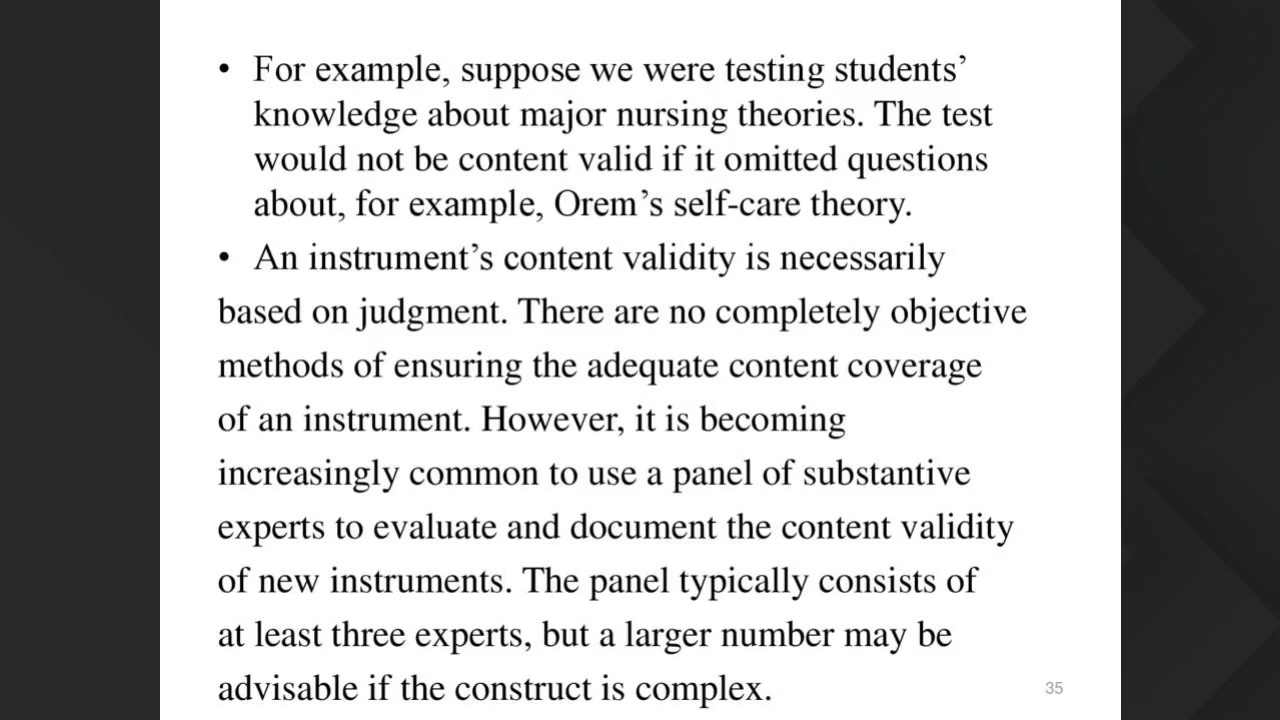 • For example, suppose we were testing students’
knowledge about major nursing theories. The test
would not be content valid if it omitted questions
about, for example, Orem’s self-care theory.
• An instrument’s content validity is necessarily
based on judgment. There are no completely objective
methods of ensuring the adequate content coverage
of an instrument. However, it is becoming
increasingly common to use a panel of substantive
experts to evaluate and document the content validity
of new instruments. The panel typically consists of
at least three experts, but a larger number may be
advisable if the construct is complex.
35